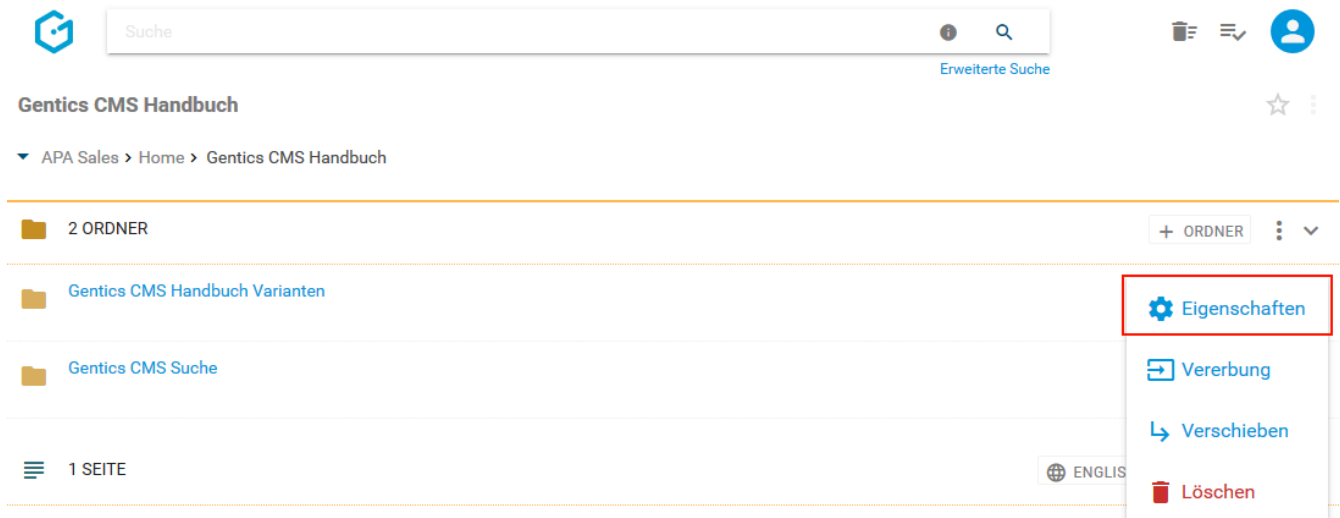 Suche
Erweiterte Suche
Gentics CMS Handbuch
APA Sales > Home > Gentics CMS Handbuch
2 ORDNER
+ ORDNER
Gentics CMS Handbuch Varianten
Eigenschaften
Gentics CMS Suche
Vererbung
Verschieben
1 SEITE
ENGLIS
Löschen